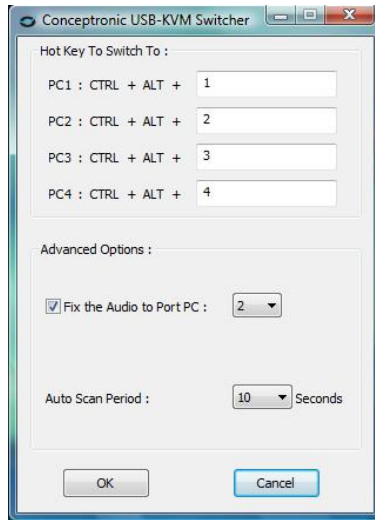 Conceptronic USB-KVM Switcher
Hot Key To Switch To :
PC1 : CTRL + ALT + 1
PC2 : CTRL + ALT + 2
PC3 : CTRL + ALT + 3
PC4 : CTRL + ALT + 4
Advanced Options :
Fix the Audio to Port PC : 2
Auto Scan Period : 10 Seconds
OK Cancel